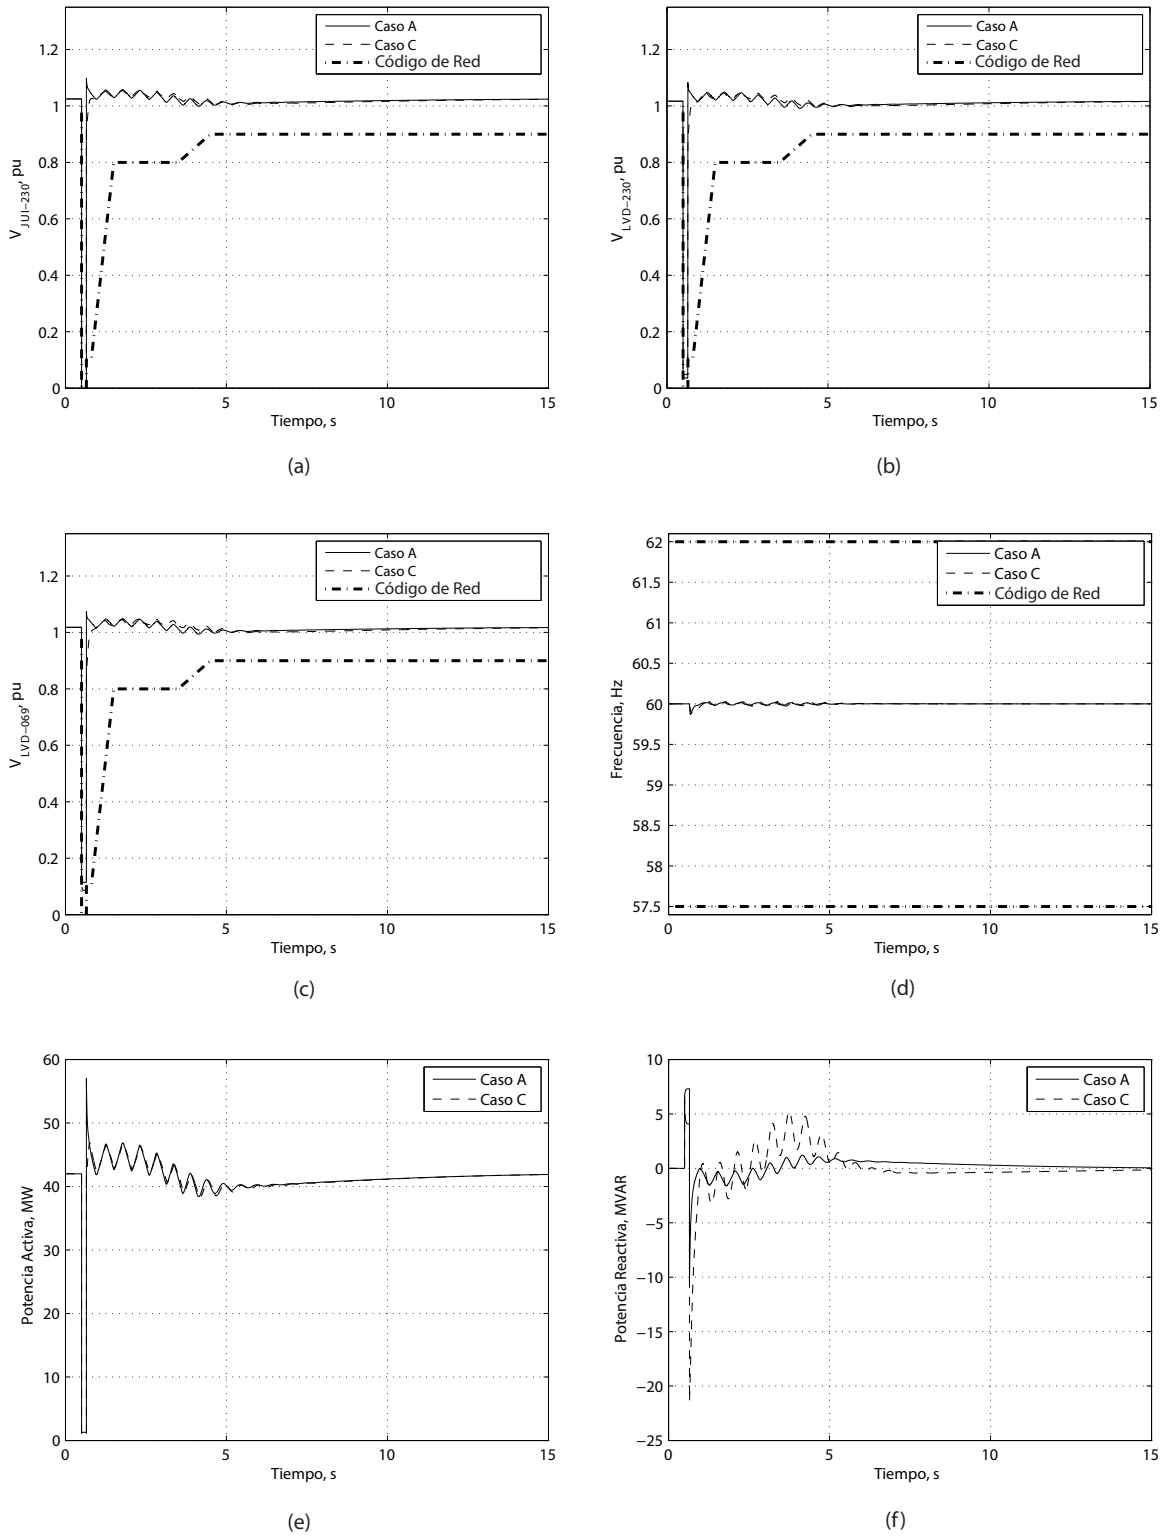 Caso A
Caso C
Código de Red
1.2
1
0.8
0.6
0.4
0.2
0
V JUI−230, pu
0
5
10
15
Tiempo, s
(a)
Caso A
Caso C
Código de Red
1.2
1
0.8
0.6
0.4
0.2
0
V LVD−230, pu
0
5
10
15
Tiempo, s
(b)
Caso A
Caso C
Código de Red
1.2
1
0.8
0.6
0.4
0.2
0
V LVD−069, pu
0
5
10
15
Tiempo, s
(c)
Caso A
Caso C
Código de Red
62
61.5
61
60.5
60
59.5
59
58.5
58
57.5
Frecuencia, Hz
0
5
10
15
Tiempo, s
(d)
Caso A
Caso C
60
50
40
30
20
10
0
Potencia Activa, MW
0
5
10
15
Tiempo, s
(e)
Caso A
Caso C
10
5
0
−5
−10
−15
−20
−25
Potencia Reactiva, MVAR
0
5
10
15
Tiempo, s
(f)